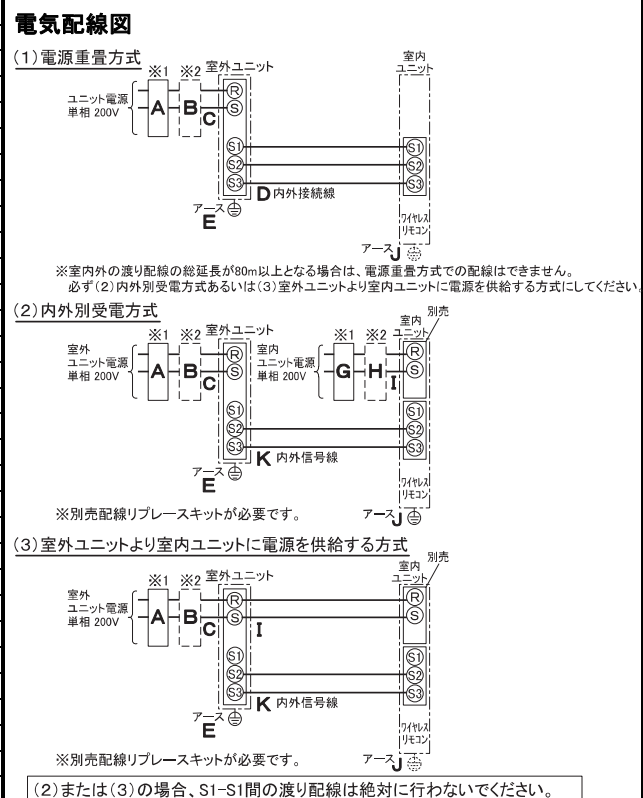 電気配線図
(1)電源重畳方式
※1 ※2 室外ユニット
室内
ユニット
ユニット電源
単相 200V
A B C
R
S
S1 S1
S2 S2
S3 S3
D 内外接続線
アース
E
ワイヤレス
リモコン
アース J
※室内外の渡り配線の総延長が80m以上となる場合は、電源重畳方式での配線はできません。
必ず(2)内外別受電方式あるいは(3)室外ユニットより室内ユニットに電源を供給する方式にしてください。
(2)内外別受電方式
※1 ※2 室外ユニット
※1 ※2 室内
ユニット
別売
室外
ユニット電源
単相 200V
A B C
R
S
室内
ユニット電源
単相 200V
G H I
R
S
S1 S1
S2 S2
S3 S3
K 内外信号線
アース
E
ワイヤレス
リモコン
※別売配線リプレースキットが必要です。
アース J
(3)室外ユニットより室内ユニットに電源を供給する方式
※1 ※2 室外ユニット
室内
ユニット
別売
室外
ユニット電源
単相 200V
A B C
R R
S S
I
S1 S1
S2 S2
S3 S3
K 内外信号線
アース
E
ワイヤレス
リモコン
※別売配線リプレースキットが必要です。
アース J
(2)または(3)の場合、S1-S1間の渡り配線は絶対に行わないでください。